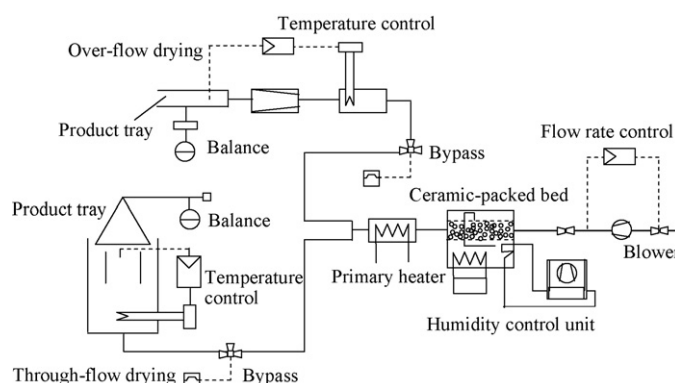 Temperature control
Over-flow drying
Product tray
Balance
Bypass
Flow rate control
Ceramic-packed bed
Product tray
Balance
Temperature
control
Primary heater
Blower
Humidity control unit
Through-flow drying
Bypass